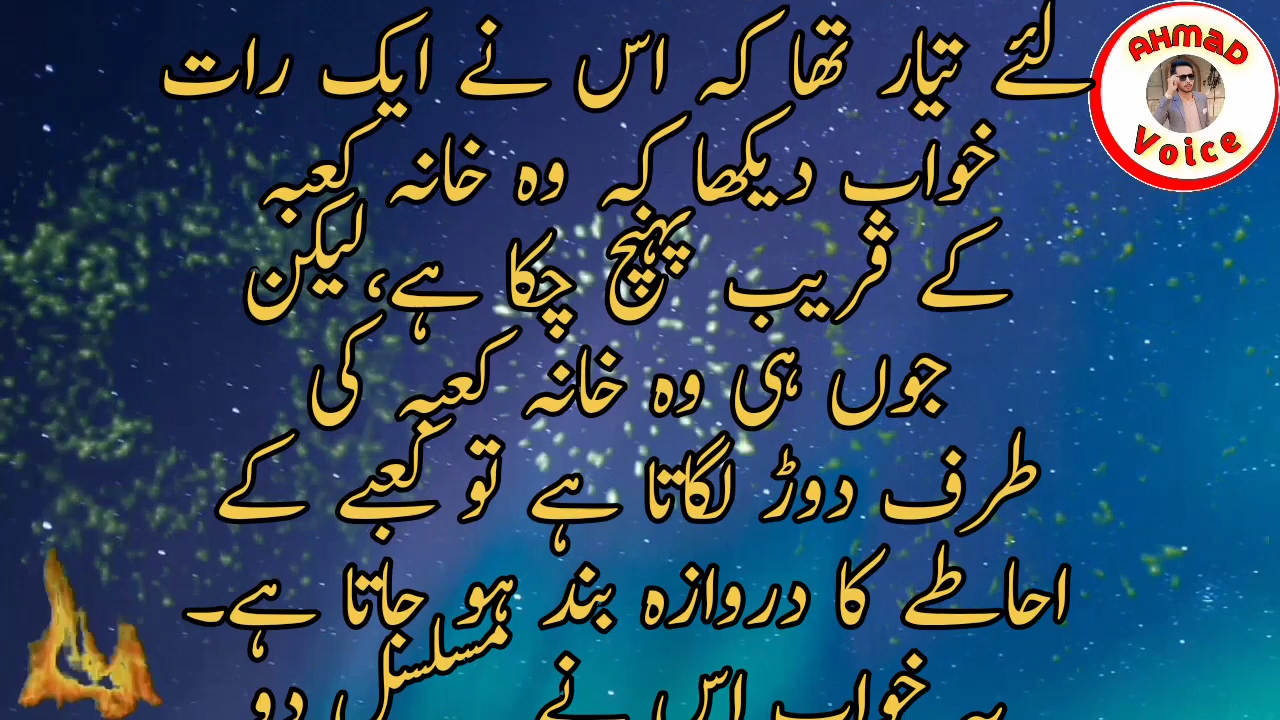 لئے تیار تھا کہ اس نے ایک رات
خواب دیکھا کہ وہ خانہ کعبہ
کے قریب پہنچ چکا ہے، لیکن
جوں ہی وہ خانہ کعبہ کی
طرف دوڑ لگاتا ہے تو کعبے کے
احاطے کا دروازہ بند ہو جاتا ہے۔
یہ خواب اس نے مسلسل دو
AHMAD
Voice